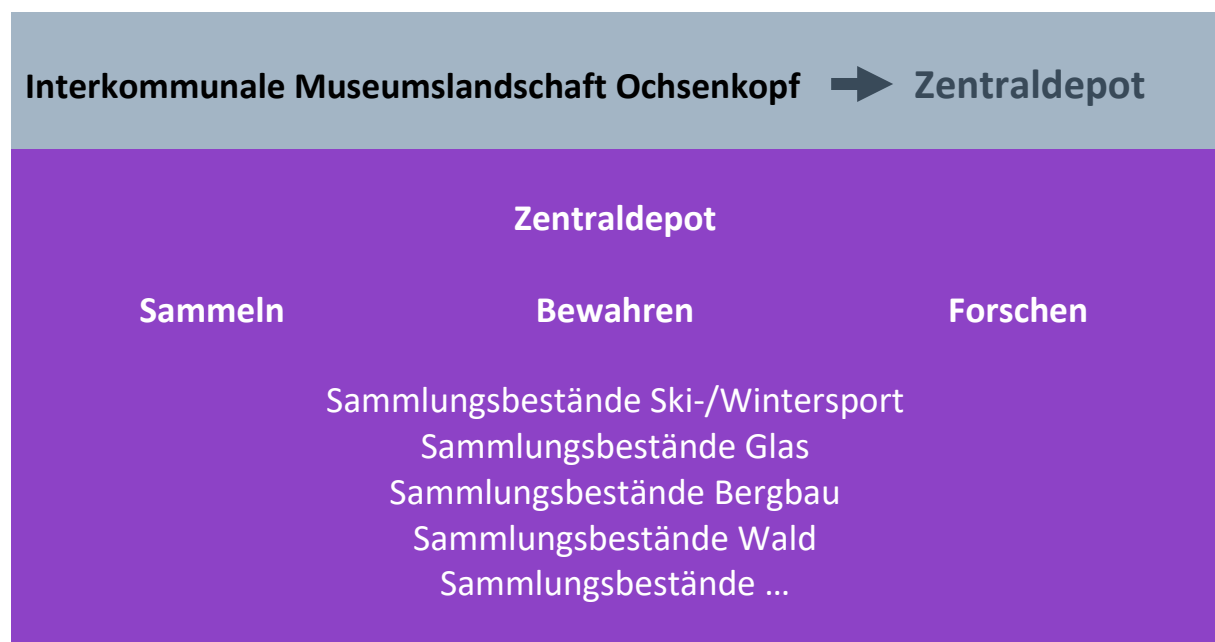 Interkommunale Museumslandschaft Ochsenkopf Zentraldepot
Zentraldepot
Sammeln Bewahren Forschen
Sammlungsbestände Ski-/Wintersport
Sammlungsbestände Glas
Sammlungsbestände Bergbau
Sammlungsbestände Wald
Sammlungsbestände …